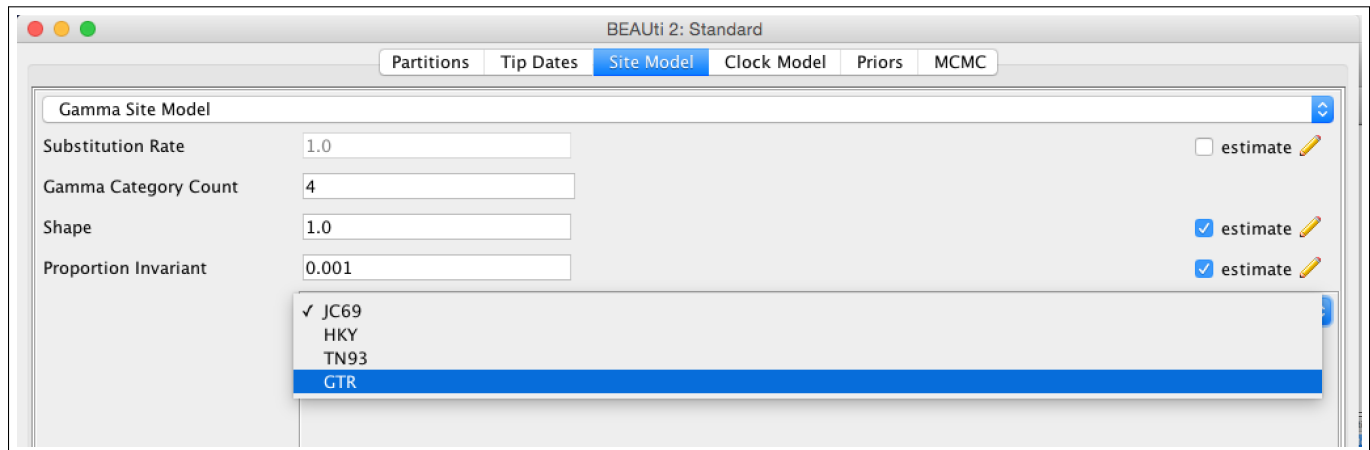 BEAUti 2: Standard
Partitions Tip Dates Site Model Clock Model Priors MCMC
Gamma Site Model
Substitution Rate 1.0 estimate
Gamma Category Count 4
Shape 1.0 estimate
Proportion Invariant 0.001 estimate
✓ JC69
HKY
TN93
GTR